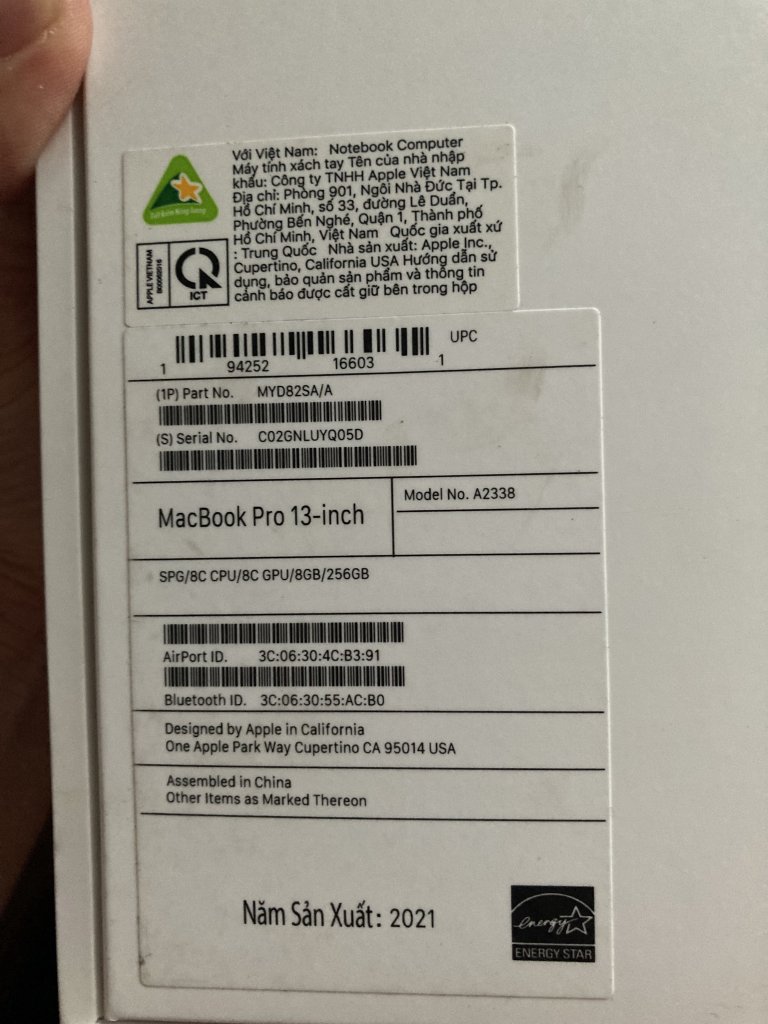 Với Việt Nam: Notebook Computer
Máy tính xách tay Tên của nhà nhập
khẩu: Công ty TNHH Apple Việt Nam
Địa chỉ: Phòng 901, Ngôi Nhà Đức Tại Tp.
Hồ Chí Minh, số 33, đường Lê Duẩn,
Phường Bến Nghé, Quận 1, Thành phố
Hồ Chí Minh, Việt Nam Quốc gia xuất xứ
: Trung Quốc Nhà sản xuất: Apple Inc.,
Cupertino, California USA Hướng dẫn sử
dụng, bảo quản sản phẩm và thông tin
cảnh báo được cất giữ bên trong hộp
APPLE VIETNAM
ICT
UPC
1 94252 16603 1
(1P) Part No. MYD82SA/A
(S) Serial No. C02GNLUYQ05D
MacBook Pro 13-inch
Model No. A2338
SPG/8C CPU/8C GPU/8GB/256GB
AirPort ID. 3C:06:30:4C:B3:91
Bluetooth ID. 3C:06:30:55:AC:B0
Designed by Apple in California
One Apple Park Way Cupertino CA 95014 USA
Assembled in China
Other Items as Marked Thereon
Năm Sản Xuất: 2021
energy
ENERGY STAR